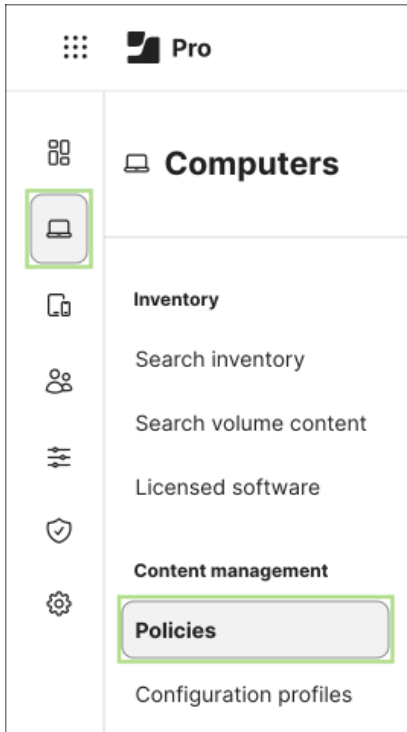 Pro
Computers
Inventory
Search inventory
Search volume content
Licensed software
Content management
Policies
Configuration profiles